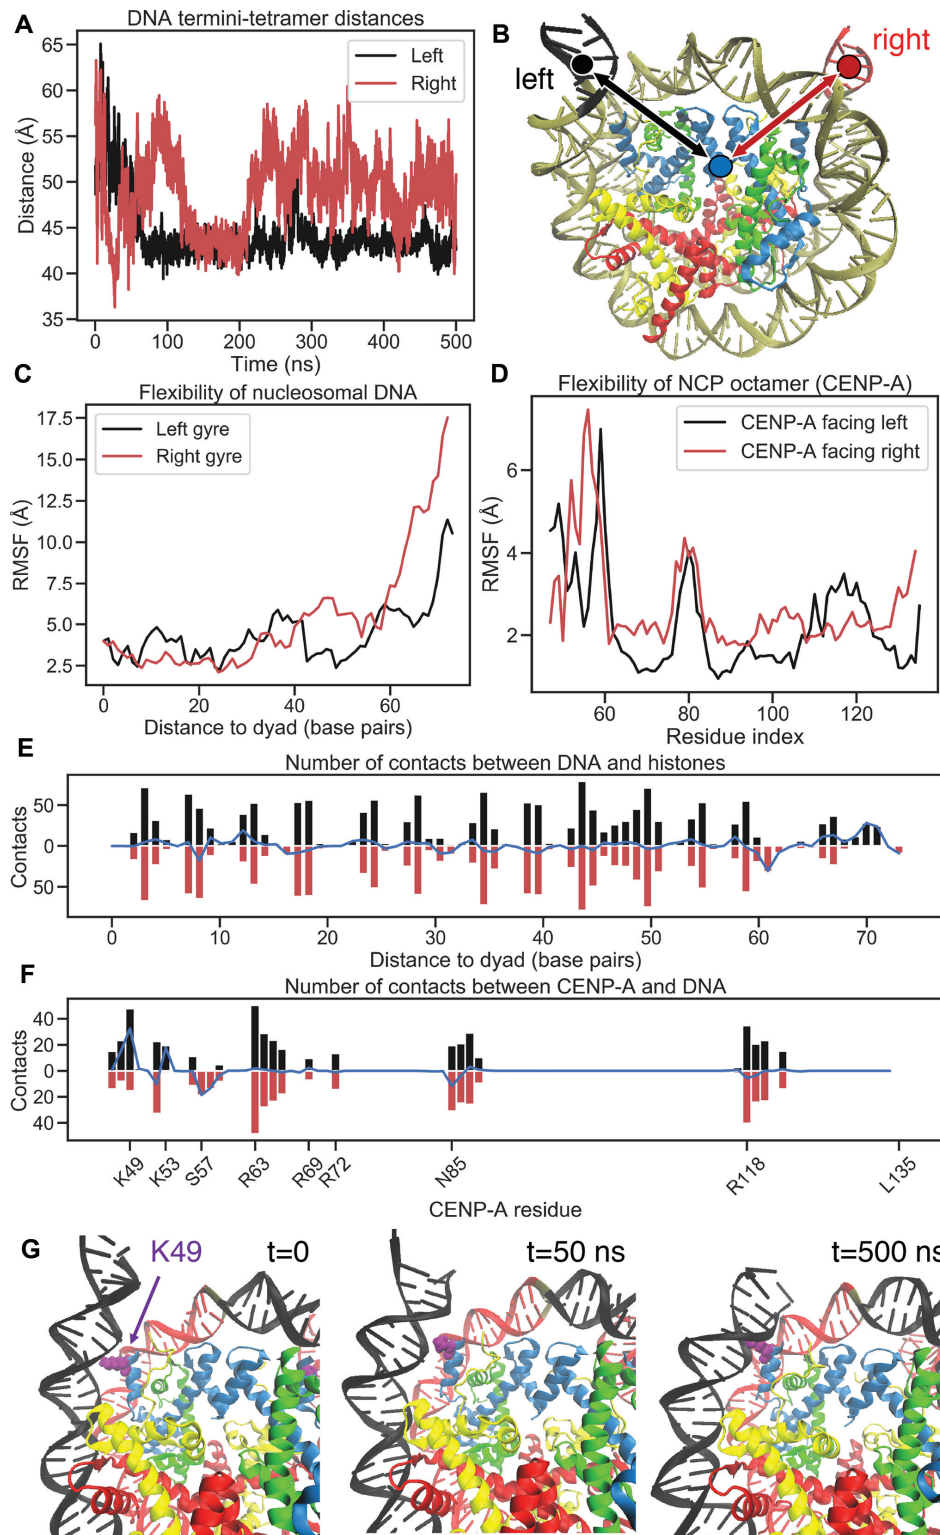 A
DNA termini-tetramer distances
65
60
55
50
45
40
35
Distance (Å)
Left
Right
0
100
200
300
400
500
Time (ns)
B
left
right
C
Flexibility of nucleosomal DNA
17.5
15.0
12.5
10.0
7.5
5.0
2.5
RMSF (Å)
Left gyre
Right gyre
0
20
40
60
Distance to dyad (base pairs)
D
Flexibility of NCP octamer (CENP-A)
6
4
2
RMSF (Å)
CENP-A facing left
CENP-A facing right
60
80
100
120
Residue index
E
Number of contacts between DNA and histones
50
0
50
Contacts
0
10
20
30
40
50
60
70
Distance to dyad (base pairs)
F
Number of contacts between CENP-A and DNA
40
20
0
20
40
Contacts
K49
K53
S57
R63
R69
R72
N85
R118
L135
CENP-A residue
G
K49
t=0
t=50 ns
t=500 ns